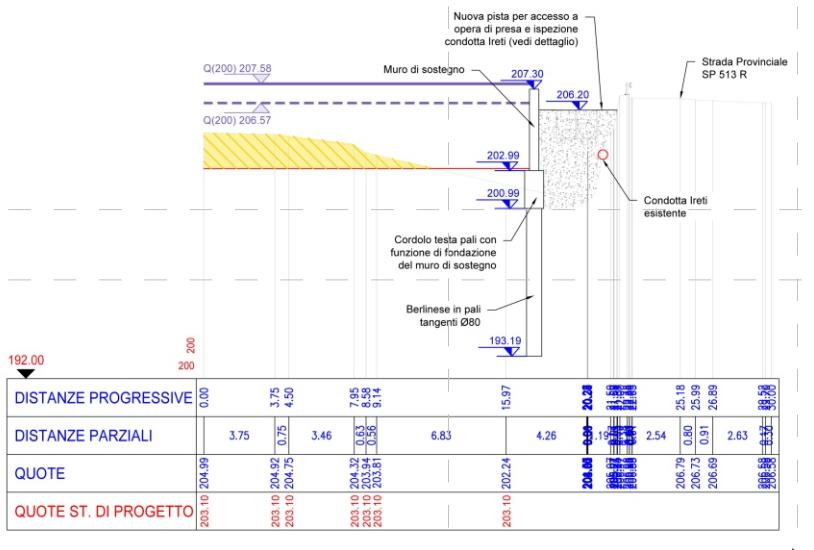 Nuova pista per accesso a
opera di presa e ispezione
condotta Ireti (vedi dettaglio)
Q(200) 207.58
Muro di sostegno
207.30
Strada Provinciale
SP 513 R
206.20
Q(200) 206.57
202.99
200.99
Condotta Ireti
esistente
Cordolo testa pali con
funzione di fondazione
del muro di sostegno
Berlinese in pali
tangenti Ø80
193.19
200
200
192.00
DISTANZE PROGRESSIVE 0.00 3.75 4.50 7.95 8.58 9.14 15.97 25.18 25.99 26.89 30.00
DISTANZE PARZIALI 3.75 0.75 3.46 0.63 0.56 6.83 4.26 2.54 0.80 0.91 2.63
QUOTE 204.99 204.92 204.75 204.32 203.94 203.81 202.24 206.79 206.73 206.69 206.58
QUOTE ST. DI PROGETTO 203.10 203.10 203.10 203.10 203.10 203.10 203.10